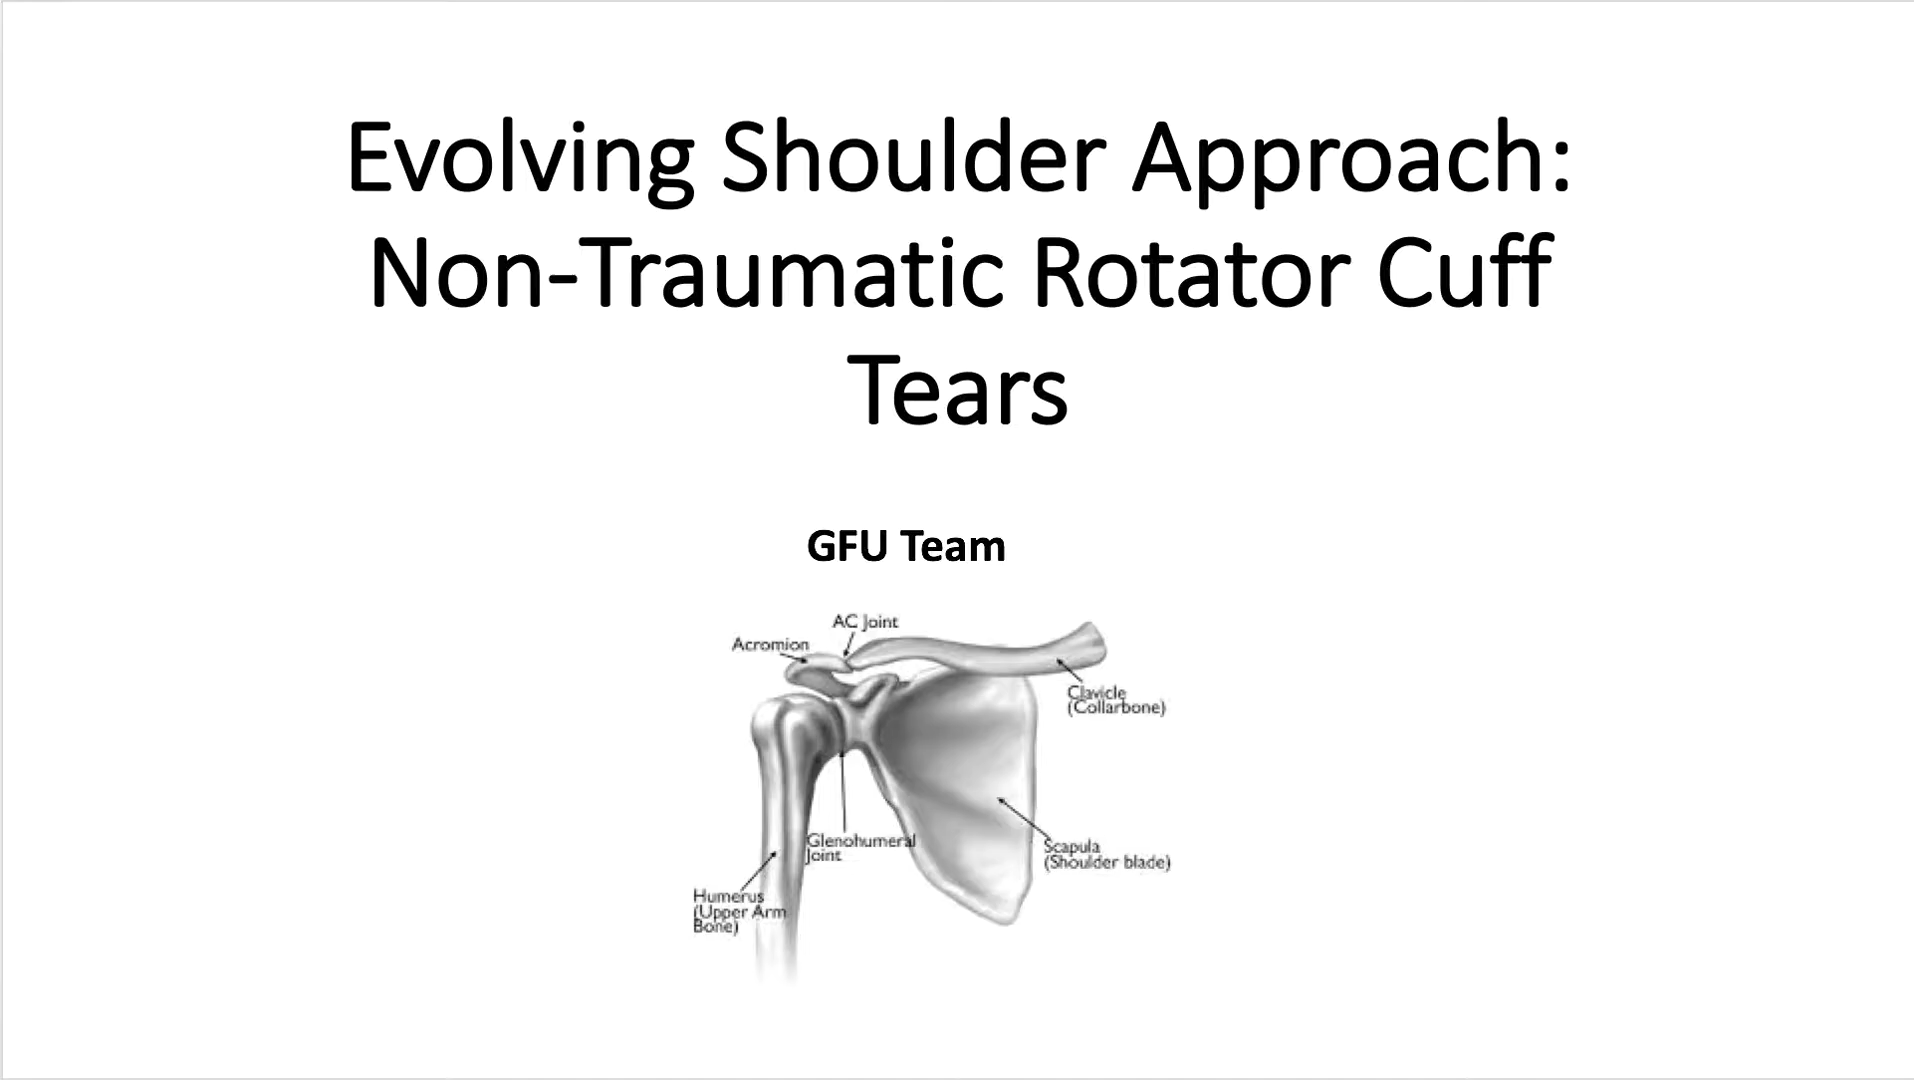 Evolving Shoulder Approach:
Non-Traumatic Rotator Cuff
Tears
GFU Team
AC Joint
Acromion
Clavicle
(Collarbone)
Glenohumeral
Joint
Scapula
(Shoulder blade)
Humerus
(Upper Arm
Bone)